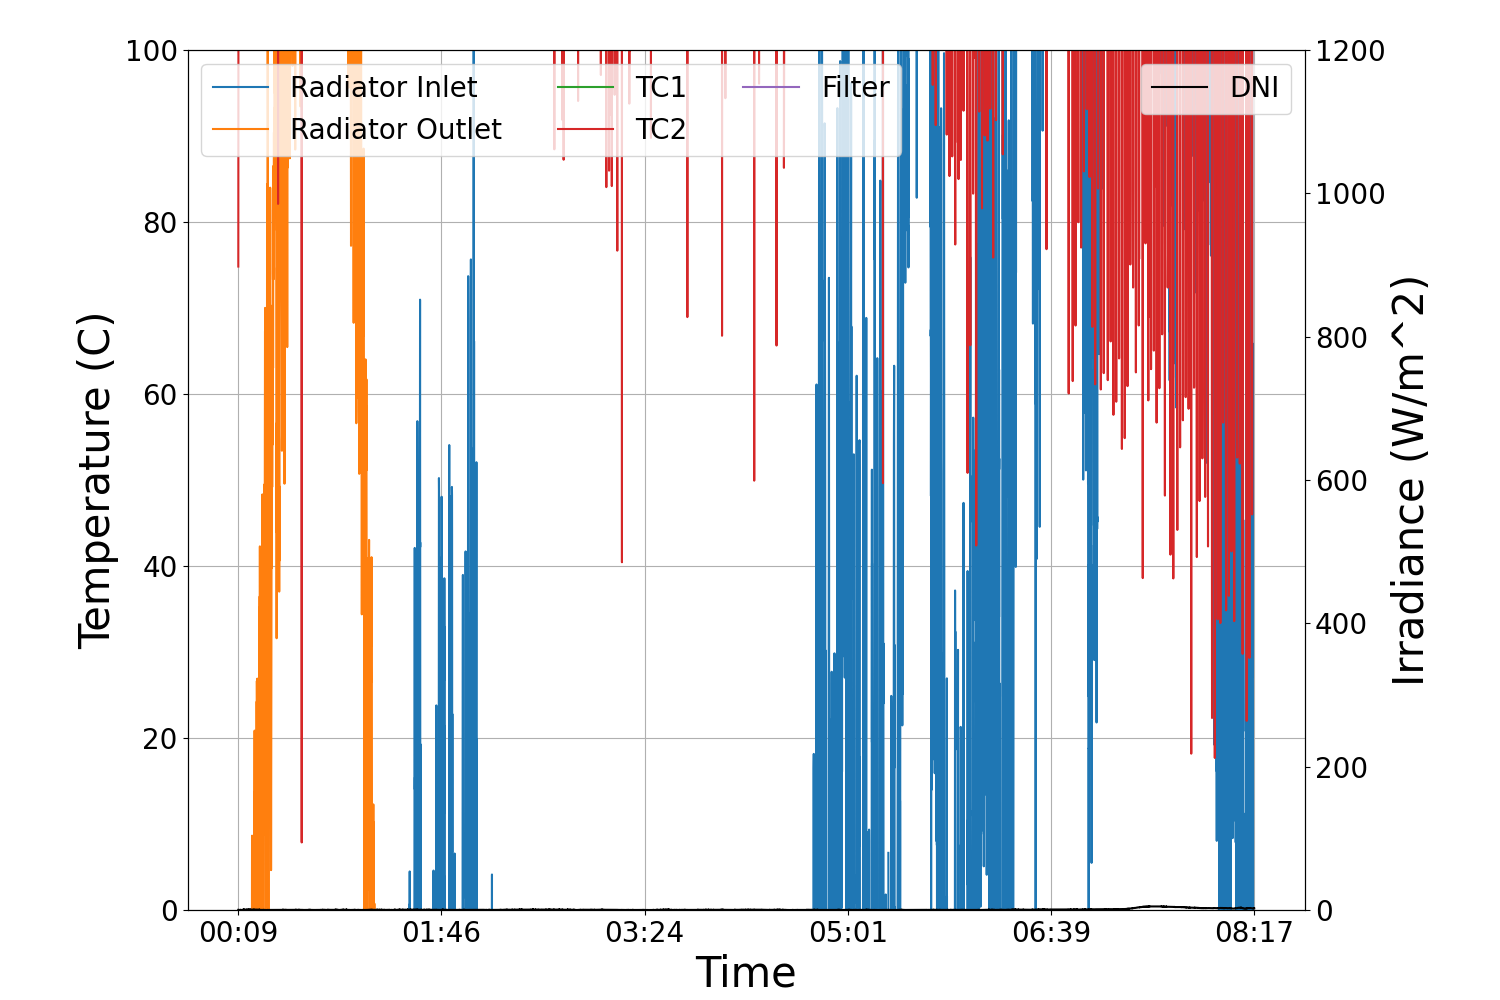 Radiator Inlet TC1 Filter DNI
Radiator Outlet TC2
Temperature (C)
100
80
60
40
20
0
1200
1000
800
600
400
200
0
Irradiance (W/m^2)
00:09 01:46 03:24 05:01 06:39 08:17
Time